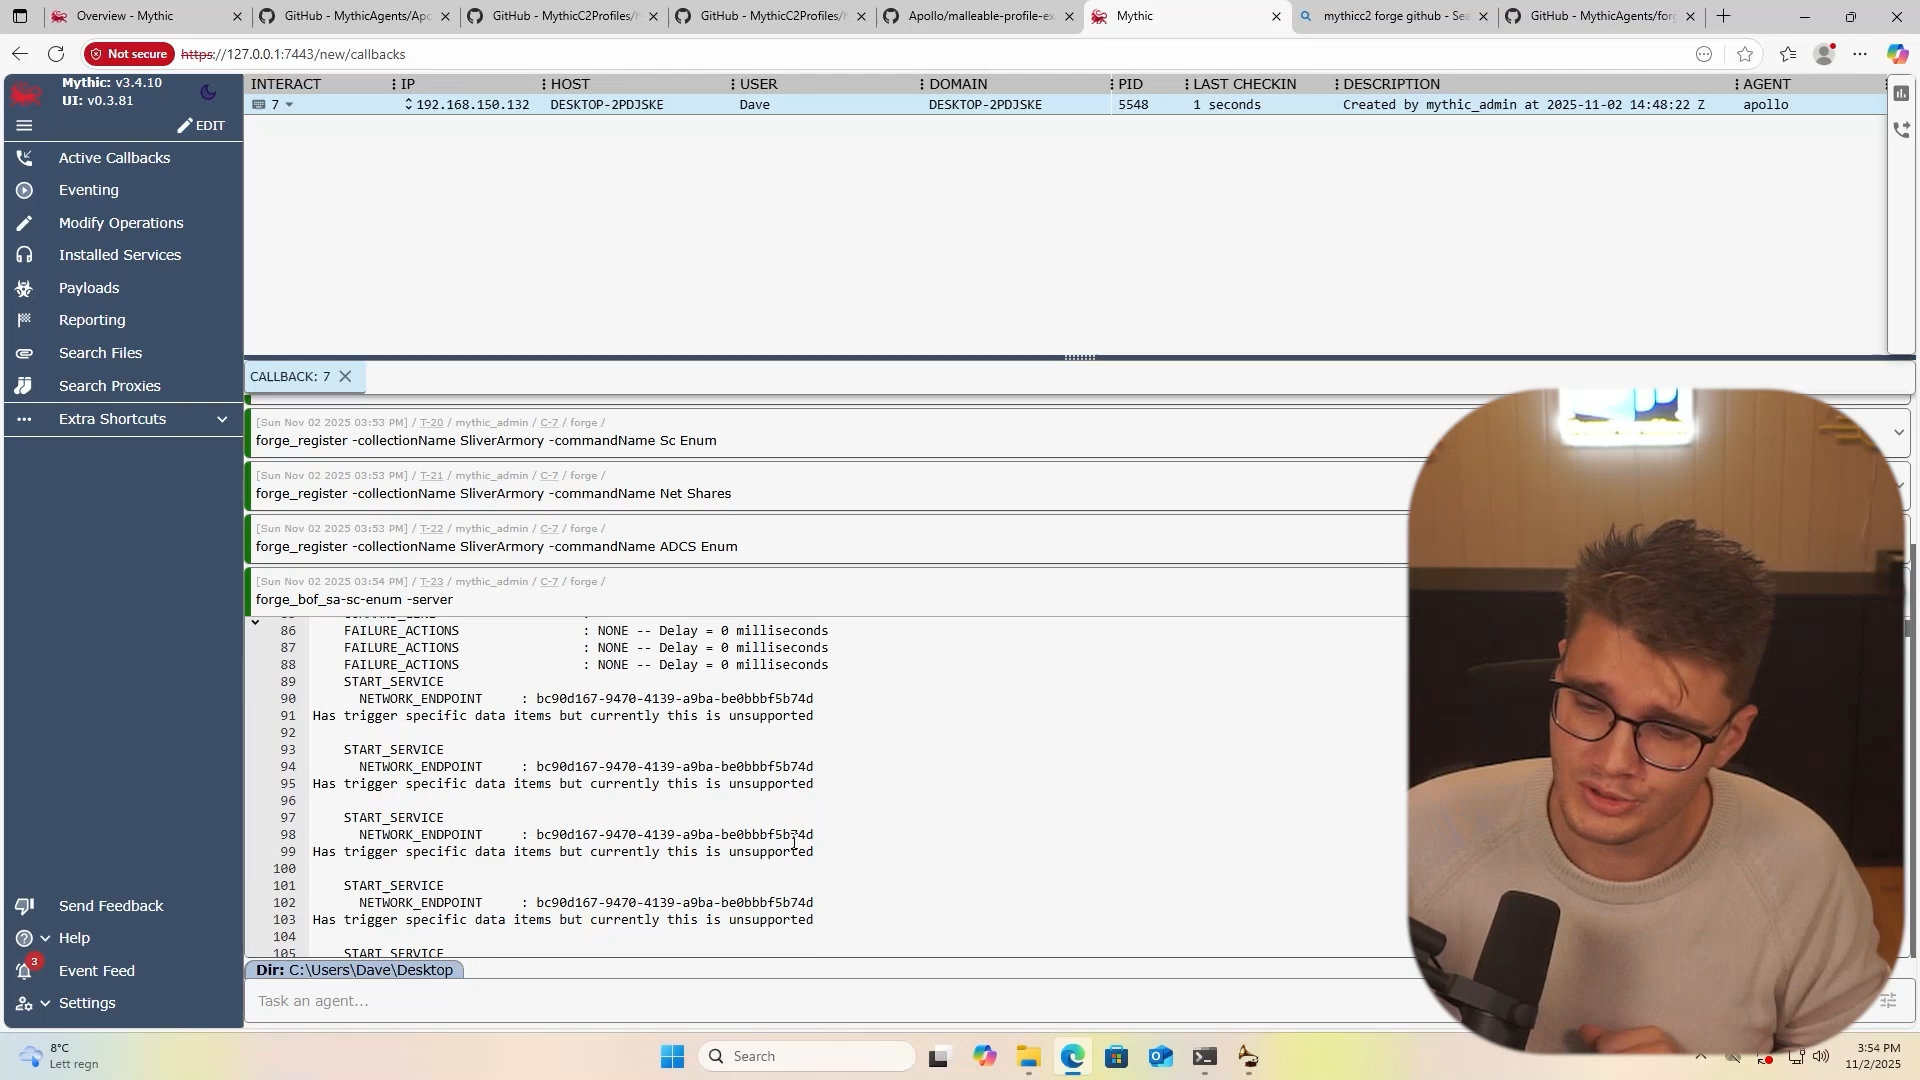 Overview - Mythic
GitHub - MythicAgents/Apo
GitHub - MythicC2Profiles/h
GitHub - MythicC2Profiles/h
Apollo/malleable-profile-ex
Mythic
mythicc2 forge github - Sea
GitHub - MythicAgents/forg
Not secure
https://127.0.0.1:7443/new/callbacks
Mythic: v3.4.10
UI: v0.3.81
EDIT
Active Callbacks
Eventing
Modify Operations
Installed Services
Payloads
Reporting
Search Files
Search Proxies
Extra Shortcuts
Send Feedback
Help
3
Event Feed
Settings
INTERACT IP HOST USER DOMAIN PID LAST CHECKIN DESCRIPTION AGENT
7 192.168.150.132 DESKTOP-2PDJSKE Dave DESKTOP-2PDJSKE 5548 1 seconds Created by mythic_admin at 2025-11-02 14:48:22 Z apollo
CALLBACK: 7
[Sun Nov 02 2025 03:53 PM] / T-20 / mythic_admin / C-7 / forge /
forge_register -collectionName SliverArmory -commandName Sc Enum
[Sun Nov 02 2025 03:53 PM] / T-21 / mythic_admin / C-7 / forge /
forge_register -collectionName SliverArmory -commandName Net Shares
[Sun Nov 02 2025 03:53 PM] / T-22 / mythic_admin / C-7 / forge /
forge_register -collectionName SliverArmory -commandName ADCS Enum
[Sun Nov 02 2025 03:54 PM] / T-23 / mythic_admin / C-7 / forge /
forge_bof_sa-sc-enum -server
86 FAILURE_ACTIONS : NONE -- Delay = 0 milliseconds
87 FAILURE_ACTIONS : NONE -- Delay = 0 milliseconds
88 FAILURE_ACTIONS : NONE -- Delay = 0 milliseconds
89 START_SERVICE
90 NETWORK_ENDPOINT : bc90d167-9470-4139-a9ba-be0bbbf5b74d
91 Has trigger specific data items but currently this is unsupported
92
93 START_SERVICE
94 NETWORK_ENDPOINT : bc90d167-9470-4139-a9ba-be0bbbf5b74d
95 Has trigger specific data items but currently this is unsupported
96
97 START_SERVICE
98 NETWORK_ENDPOINT : bc90d167-9470-4139-a9ba-be0bbbf5b74d
99 Has trigger specific data items but currently this is unsupported
100
101 START_SERVICE
102 NETWORK_ENDPOINT : bc90d167-9470-4139-a9ba-be0bbbf5b74d
103 Has trigger specific data items but currently this is unsupported
104
105 START_SERVICE
Dir: C:\Users\Dave\Desktop
Task an agent...
8°C
Lett regn
Search
3:54 PM
11/2/2025